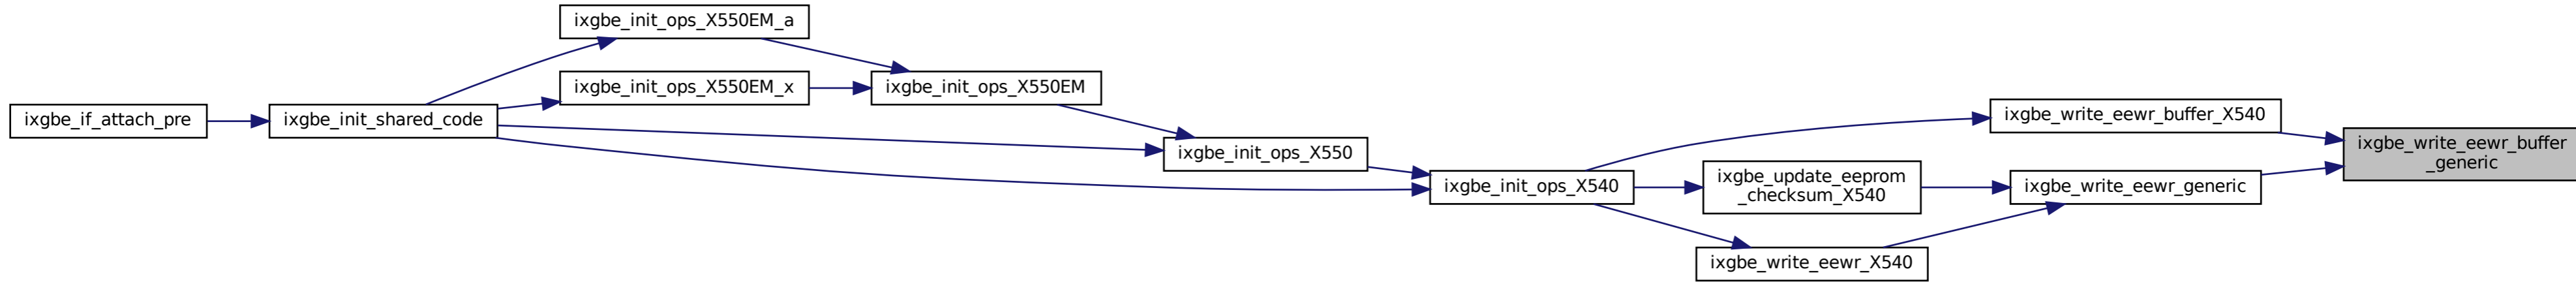 ixgbe_if_attach_pre
ixgbe_init_shared_code
ixgbe_init_ops_X550EM_a
ixgbe_init_ops_X550EM_x
ixgbe_init_ops_X550EM
ixgbe_init_ops_X550
ixgbe_init_ops_X540
ixgbe_update_eeprom
_checksum_X540
ixgbe_write_eewr_X540
ixgbe_write_eewr_buffer_X540
ixgbe_write_eewr_generic
ixgbe_write_eewr_buffer
_generic